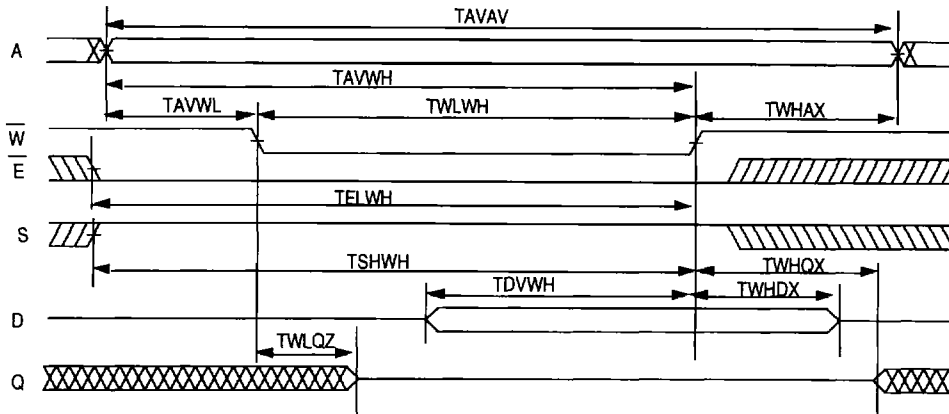 TAVAV
A
TAVWH
TAVWL TWLWH TWHAX
W̅
E̅
TELWH
S
TSHWH TWHQX
TDVWH TWHDX
D
TWLQZ
Q